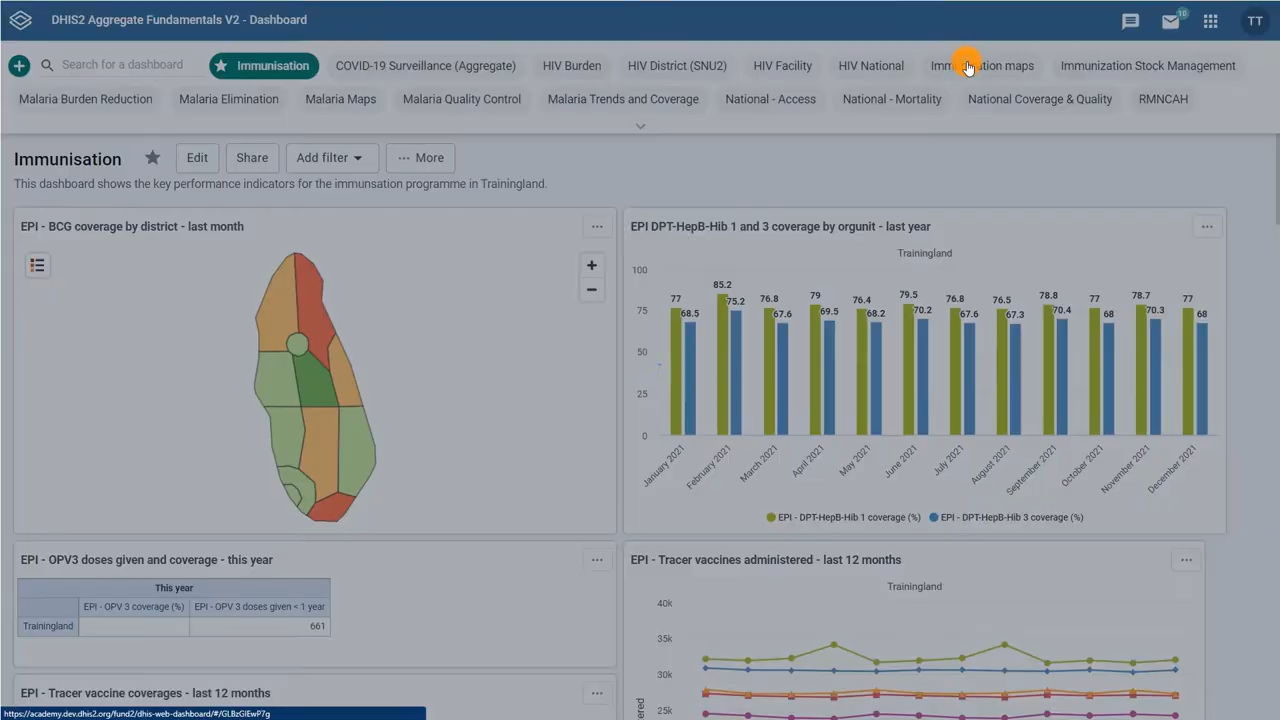 DHIS2 Aggregate Fundamentals V2 - Dashboard
10
TT
Search for a dashboard
Immunisation
COVID-19 Surveillance (Aggregate)
HIV Burden
HIV District (SNU2)
HIV Facility
HIV National
Immunization maps
Immunization Stock Management
Malaria Burden Reduction
Malaria Elimination
Malaria Maps
Malaria Quality Control
Malaria Trends and Coverage
National - Access
National - Mortality
National Coverage & Quality
RMNCAH
Immunisation
Edit
Share
Add filter
More
This dashboard shows the key performance indicators for the immunsation programme in Trainingland.
EPI - BCG coverage by district - last month
EPI DPT-HepB-Hib 1 and 3 coverage by orgunit - last year
Trainingland
100
75
50
25
0
77
68.5
85.2
75.2
76.8
67.6
79
69.5
76.4
68.2
79.5
70.2
76.8
67.6
76.5
67.3
78.8
70.4
77
68
78.7
70.3
77
68
January 2021
February 2021
March 2021
April 2021
May 2021
June 2021
July 2021
August 2021
September 2021
October 2021
November 2021
December 2021
EPI - DPT-HepB-Hib 1 coverage (%)
EPI - DPT-HepB-Hib 3 coverage (%)
EPI - OPV3 doses given and coverage - this year
This year
EPI - OPV 3 coverage (%)
EPI - OPV 3 doses given < 1 year
Trainingland
661
EPI - Tracer vaccines administered - last 12 months
Trainingland
40k
35k
30k
25k
EPI - Tracer vaccine coverages - last 12 months
https://academy.dev.dhis2.org/fund2/dhis-web-dashboard/#/GLBzGIEwP7g